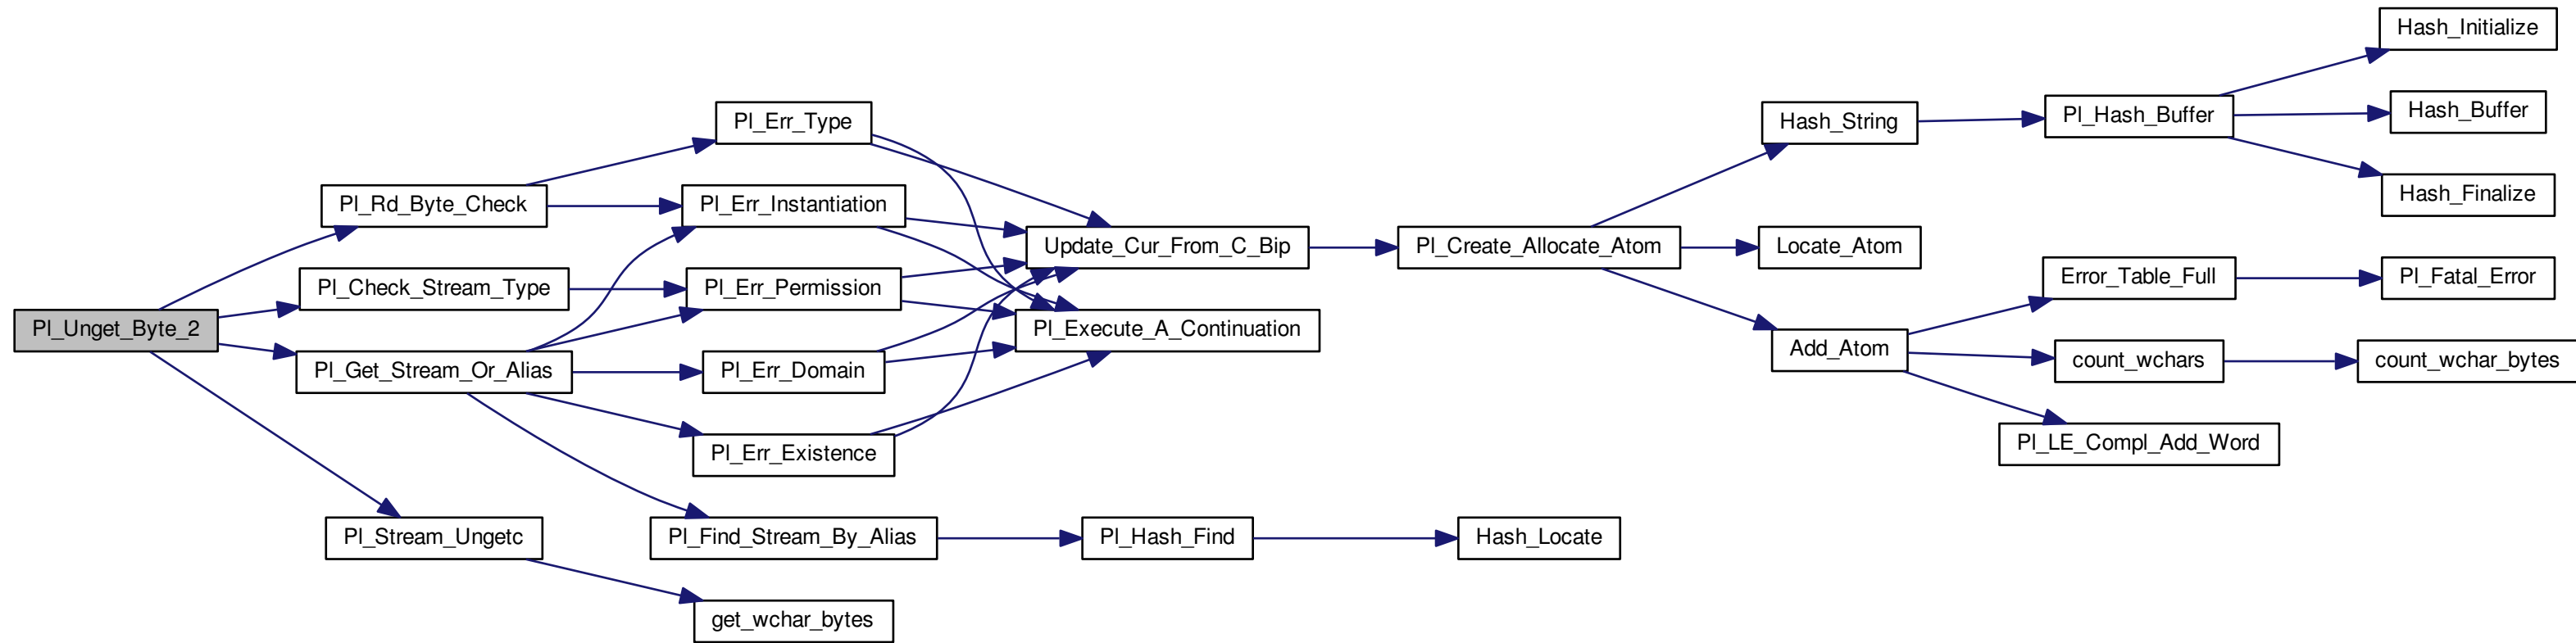 Pl_Unget_Byte_2
Pl_Rd_Byte_Check
Pl_Check_Stream_Type
Pl_Get_Stream_Or_Alias
Pl_Stream_Ungetc
Pl_Err_Type
Pl_Err_Instantiation
Pl_Err_Permission
Pl_Err_Domain
Pl_Err_Existence
Pl_Find_Stream_By_Alias
get_wchar_bytes
Update_Cur_From_C_Bip
Pl_Execute_A_Continuation
Pl_Hash_Find
Pl_Create_Allocate_Atom
Hash_Locate
Hash_String
Locate_Atom
Add_Atom
Pl_Hash_Buffer
Error_Table_Full
count_wchars
Pl_LE_Compl_Add_Word
Hash_Initialize
Hash_Buffer
Hash_Finalize
Pl_Fatal_Error
count_wchar_bytes